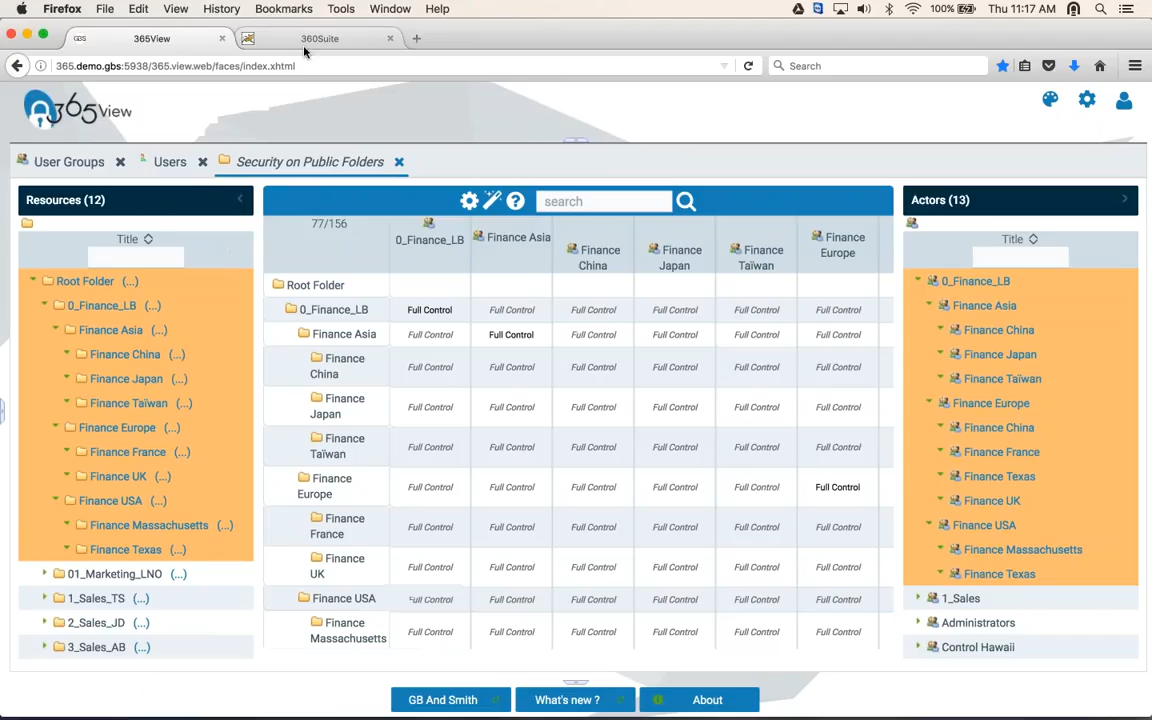 Firefox File Edit View History Bookmarks Tools Window Help 100% Thu 11:17 AM
GBS 365View 360Suite
365.demo.gbs:5938/365.view.web/faces/index.xhtml Search
365View
User Groups Users Security on Public Folders
Resources (12)
Title
Root Folder (...)
0_Finance_LB (...)
Finance Asia (...)
Finance China (...)
Finance Japan (...)
Finance Taïwan (...)
Finance Europe (...)
Finance France (...)
Finance UK (...)
Finance USA (...)
Finance Massachusetts (...)
Finance Texas (...)
01_Marketing_LNO (...)
1_Sales_TS (...)
2_Sales_JD (...)
3_Sales_AB (...)
search
77/156 0_Finance_LB Finance Asia Finance China Finance Japan Finance Taïwan Finance Europe
Root Folder
0_Finance_LB Full Control Full Control Full Control Full Control Full Control Full Control
Finance Asia Full Control Full Control Full Control Full Control Full Control Full Control
Finance China Full Control Full Control Full Control Full Control Full Control Full Control
Finance Japan Full Control Full Control Full Control Full Control Full Control Full Control
Finance Taïwan Full Control Full Control Full Control Full Control Full Control Full Control
Finance Europe Full Control Full Control Full Control Full Control Full Control Full Control
Finance France Full Control Full Control Full Control Full Control Full Control Full Control
Finance UK Full Control Full Control Full Control Full Control Full Control Full Control
Finance USA Full Control Full Control Full Control Full Control Full Control Full Control
Finance Massachusetts Full Control Full Control Full Control Full Control Full Control Full Control
Actors (13)
Title
0_Finance_LB
Finance Asia
Finance China
Finance Japan
Finance Taïwan
Finance Europe
Finance China
Finance France
Finance Texas
Finance UK
Finance USA
Finance Massachusetts
Finance Texas
1_Sales
Administrators
Control Hawaii
GB And Smith What's new ? About